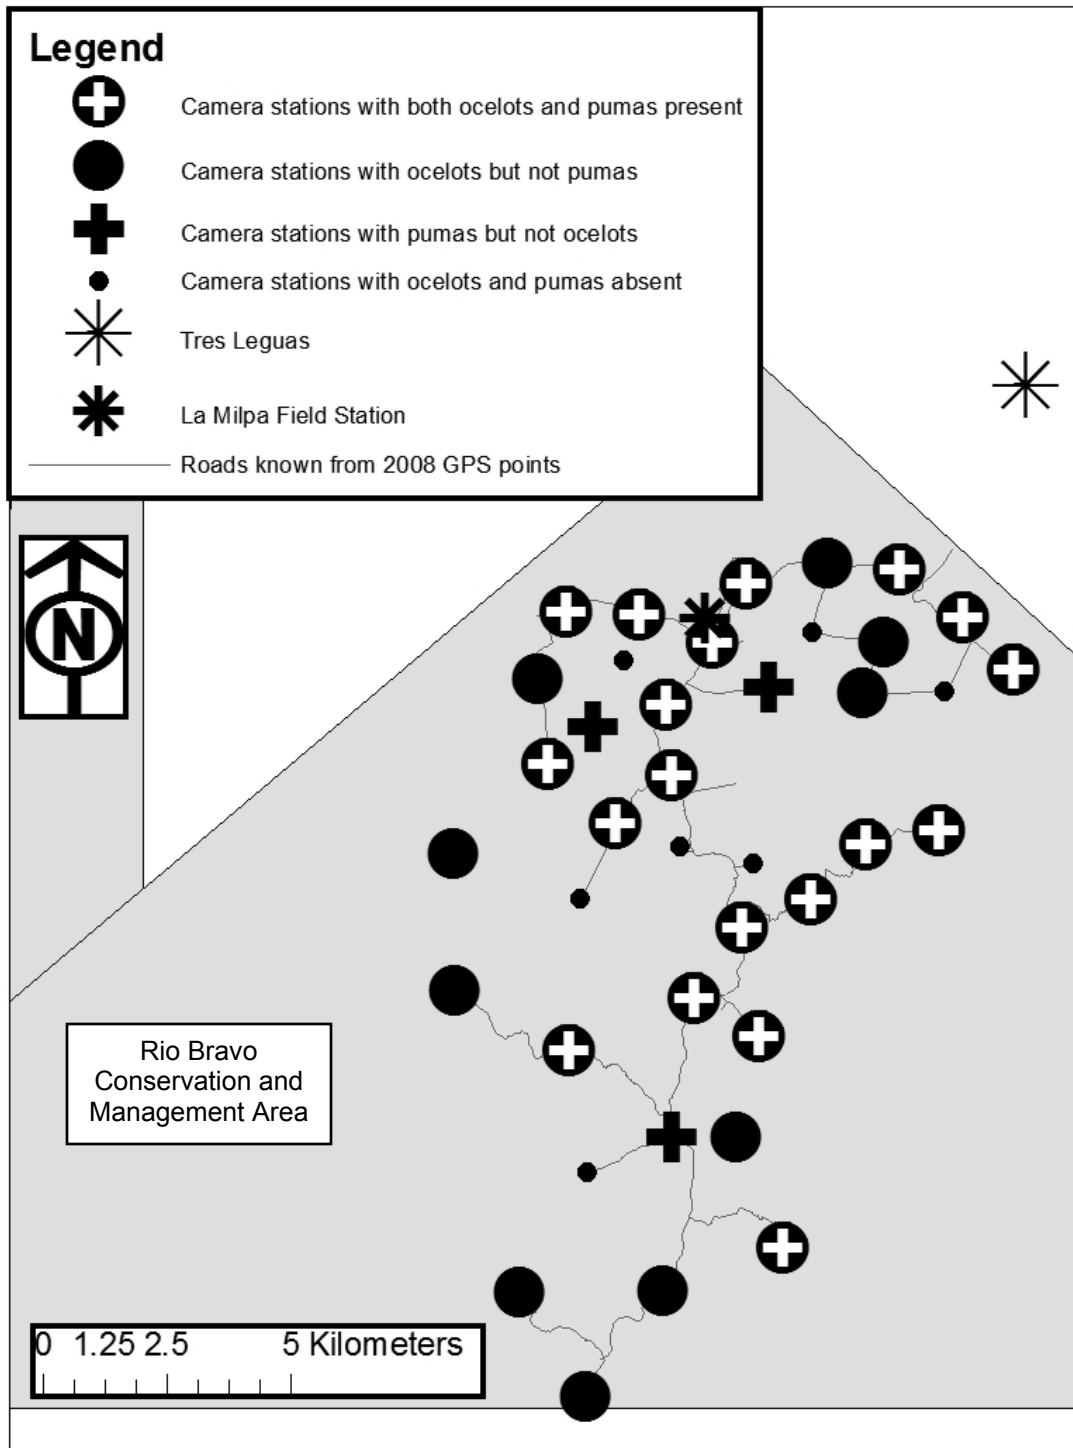 Legend
Camera stations with both ocelots and pumas present
Camera stations with ocelots but not pumas
Camera stations with pumas but not ocelots
Camera stations with ocelots and pumas absent
Tres Leguas
La Milpa Field Station
Roads known from 2008 GPS points
N
Rio Bravo
Conservation and
Management Area
0 1.25 2.5 5 Kilometers